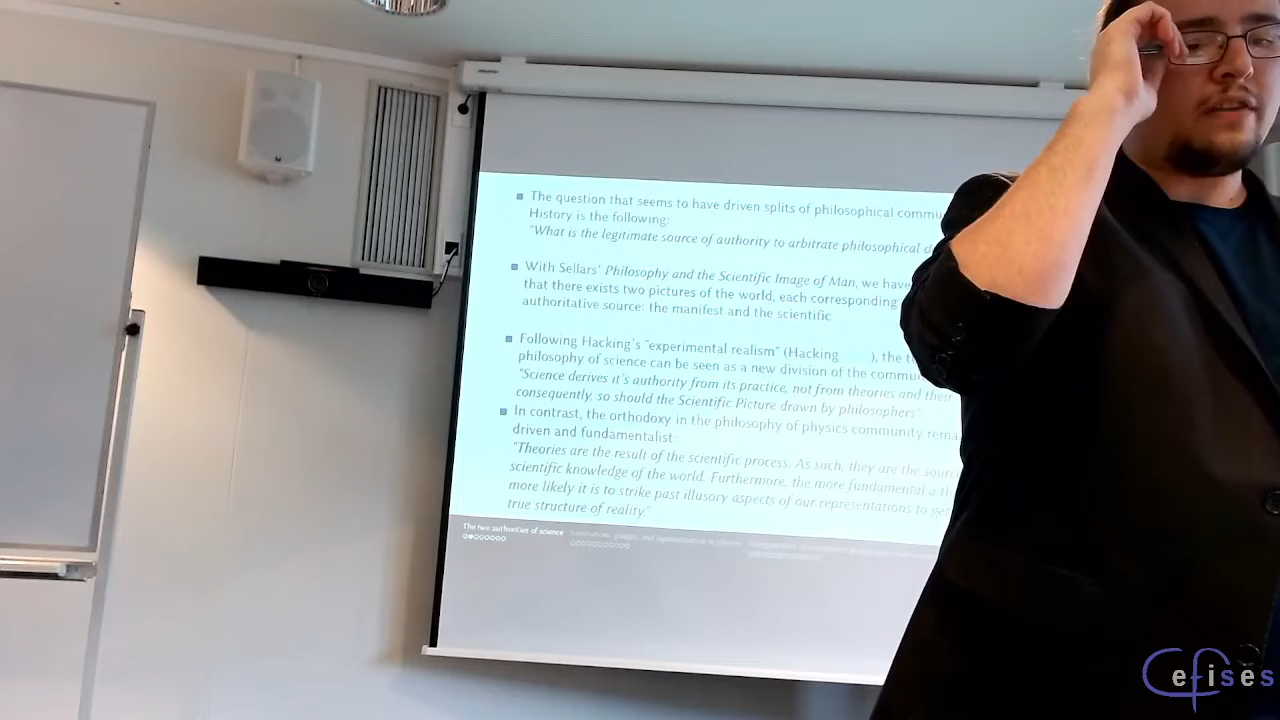 The question that seems to have driven splits of philosophical commu
History is the following:
"What is the legitimate source of authority to arbitrate philosophical d
With Sellars' Philosophy and the Scientific Image of Man, we have
that there exists two pictures of the world, each corresponding
authoritative source: the manifest and the scientific
Following Hacking's "experimental realism" (Hacking ), the t
philosophy of science can be seen as a new division of the commu
"Science derives it's authority from its practice, not from theories and their
consequently, so should the Scientific Picture drawn by philosophers"
In contrast, the orthodoxy in the philosophy of physics community rema
driven and fundamentalist:
"Theories are the result of the scientific process. As such, they are the sour
scientific knowledge of the world. Furthermore, the more fundamental a th
more likely it is to strike past illusory aspects of our representations to get
true structure of reality."
The two authorities of science
Cefises